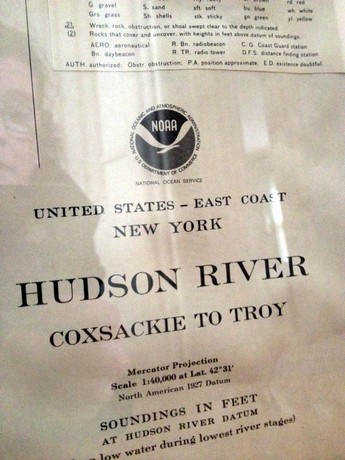 G. gravel S. sand rky. rd. red
Grs. grass Sh. shells sft. soft bu. blue wh. white
stk. sticky gn. green yl. yellow
21 Wreck, rock, obstruction, or shoal swept clear to the depth indicated.
(2) Rocks that cover and uncover, with heights in feet above datum of soundings.
AERO. aeronautical R. Bn. radiobeacon C. G. Coast Guard station
Bn. daybeacon R. TR. radio tower D.F.S. distance finding station
AUTH. authorized; Obstr. obstruction; P.A. position approximate; E.D. existence doubtful.
NATIONAL OCEANIC AND ATMOSPHERIC ADMINISTRATION
NOAA
U.S. DEPARTMENT OF COMMERCE
NATIONAL OCEAN SERVICE
UNITED STATES – EAST COAST
NEW YORK
HUDSON RIVER
COXSACKIE TO TROY
Mercator Projection
Scale 1:40,000 at Lat. 42°31'
North American 1927 Datum
SOUNDINGS IN FEET
AT HUDSON RIVER DATUM
low water during lowest river stages)